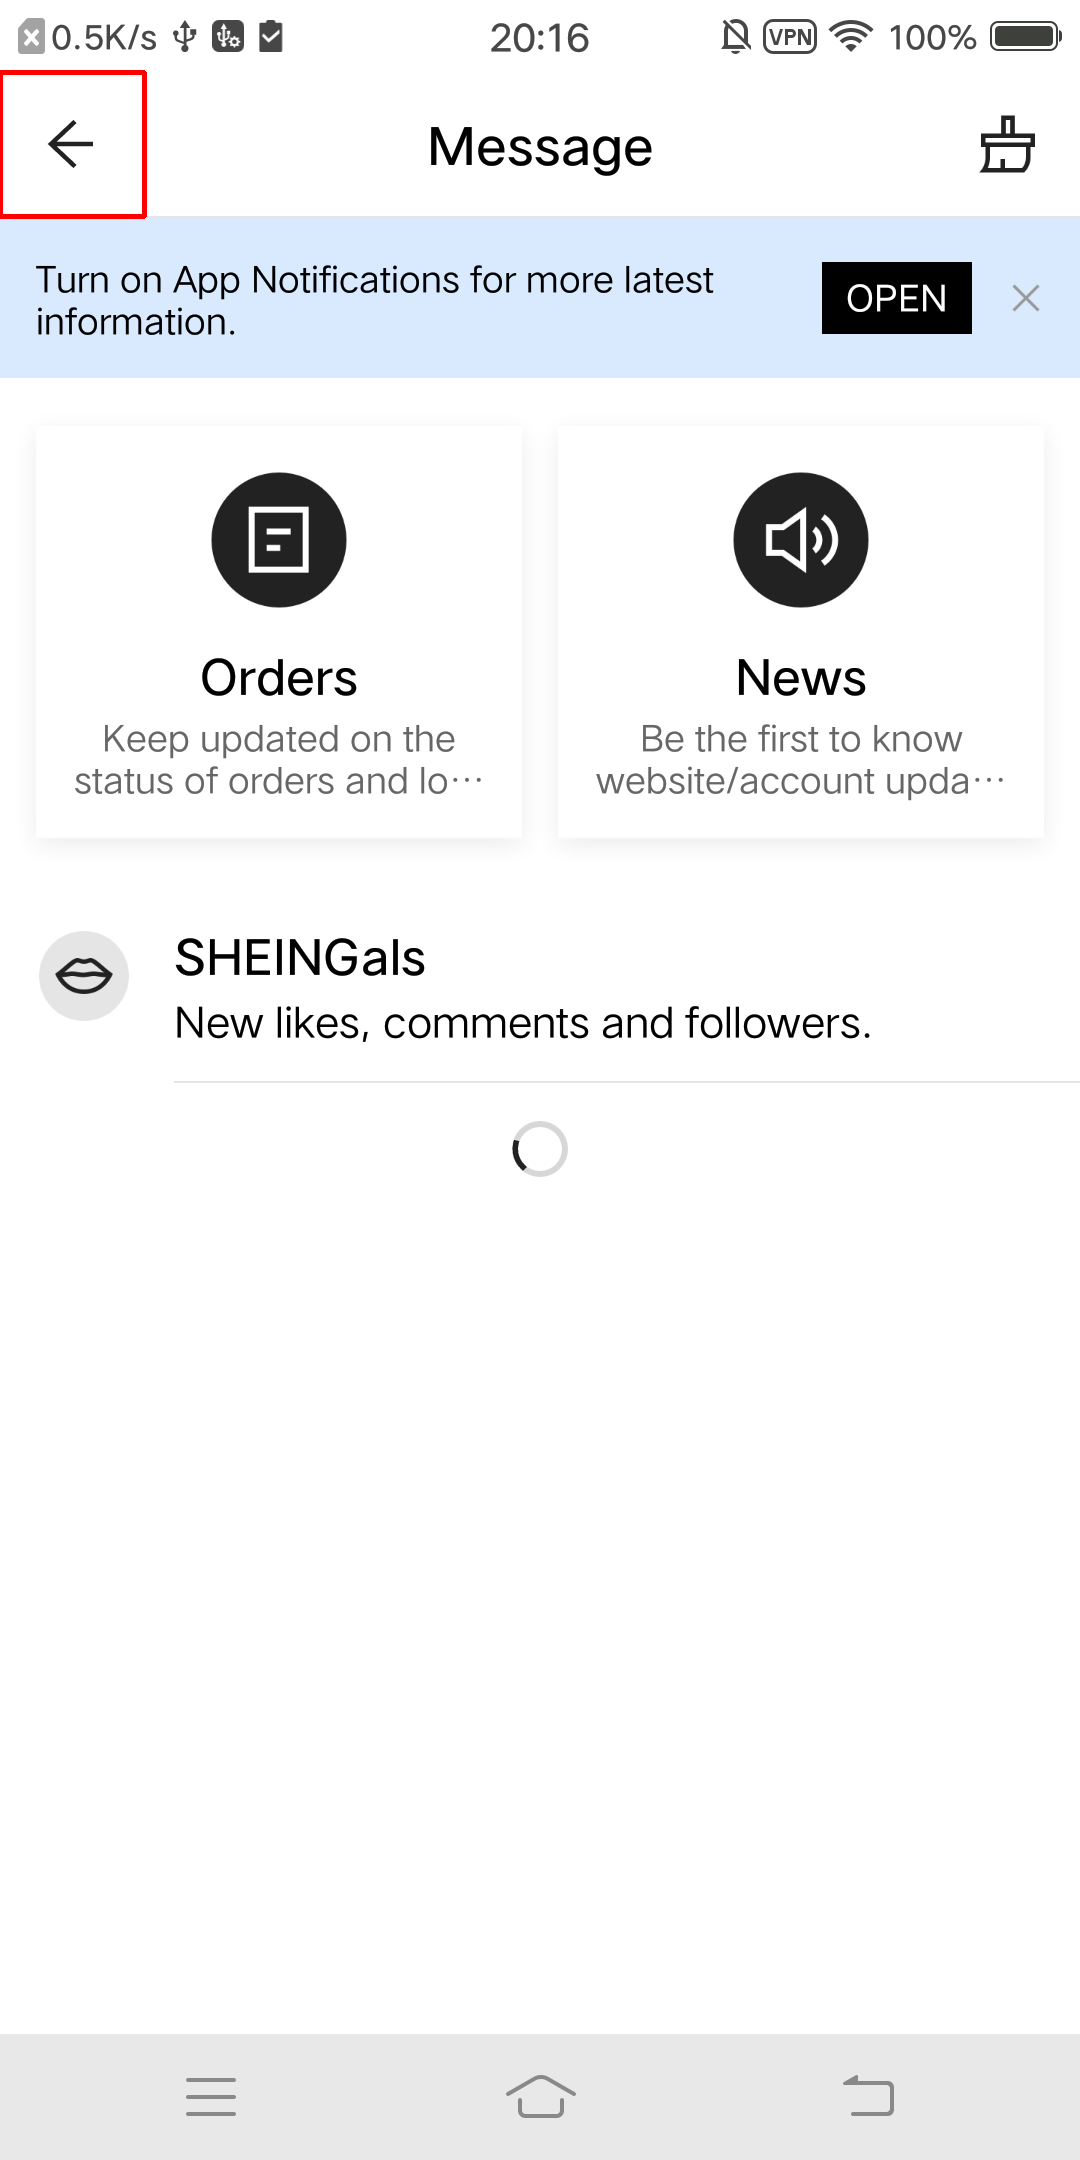 0.5K/s
20:16
VPN
100%
Message
Turn on App Notifications for more latest
information.
OPEN
Orders
Keep updated on the
status of orders and lo···
News
Be the first to know
website/account upda···
SHEINGals
New likes, comments and followers.